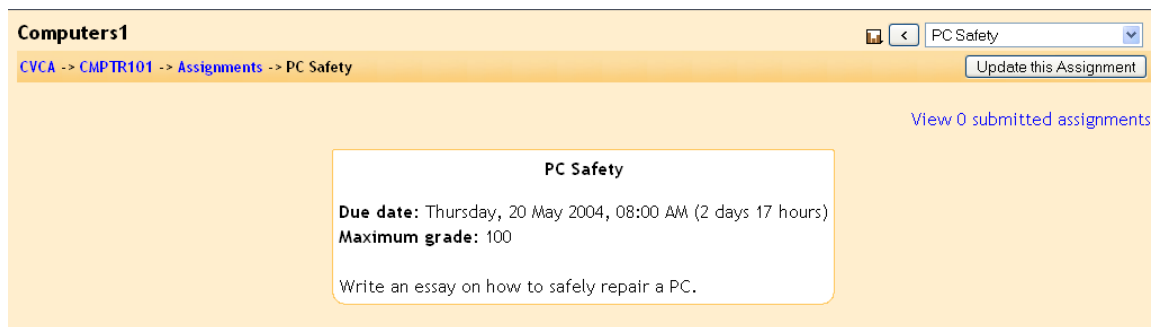 Computers1
< PC Safety
CVCA -> CMPTR101 -> Assignments -> PC Safety
Update this Assignment
View 0 submitted assignments
PC Safety
Due date: Thursday, 20 May 2004, 08:00 AM (2 days 17 hours)
Maximum grade: 100
Write an essay on how to safely repair a PC.